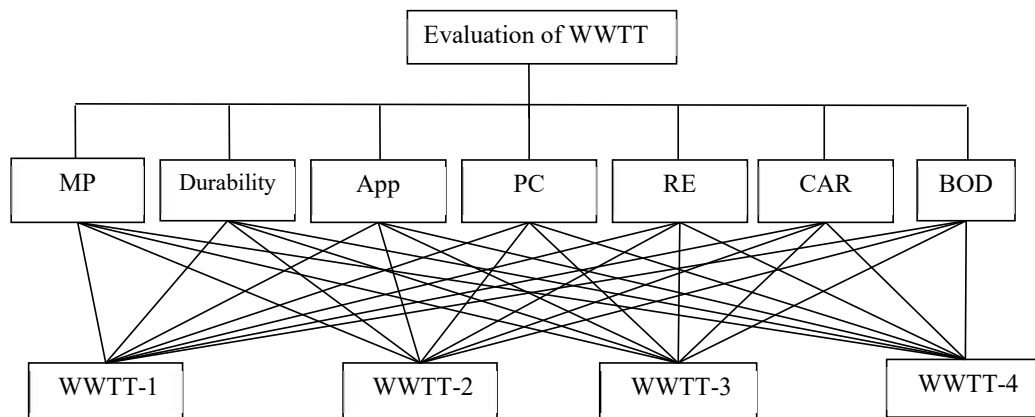 Evaluation of WWTT
MP
Durability
App
PC
RE
CAR
BOD
WWTT-1
WWTT-2
WWTT-3
WWTT-4